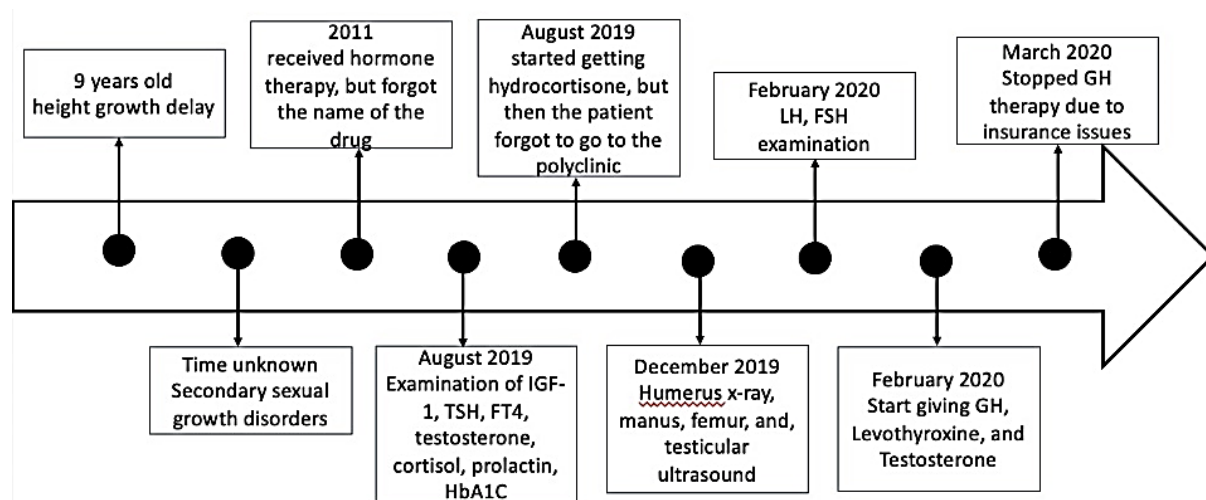 9 years old
height growth delay
Time unknown
Secondary sexual
growth disorders
2011
received hormone
therapy, but forgot
the name of the
drug
August 2019
Examination of IGF-
1, TSH, FT4,
testosterone,
cortisol, prolactin,
HbA1C
August 2019
started getting
hydrocortisone, but
then the patient
forgot to go to the
polyclinic
December 2019
Humerus x-ray,
manus, femur, and,
testicular
ultrasound
February 2020
LH, FSH
examination
February 2020
Start giving GH,
Levothyroxine, and
Testosterone
March 2020
Stopped GH
therapy due to
insurance issues